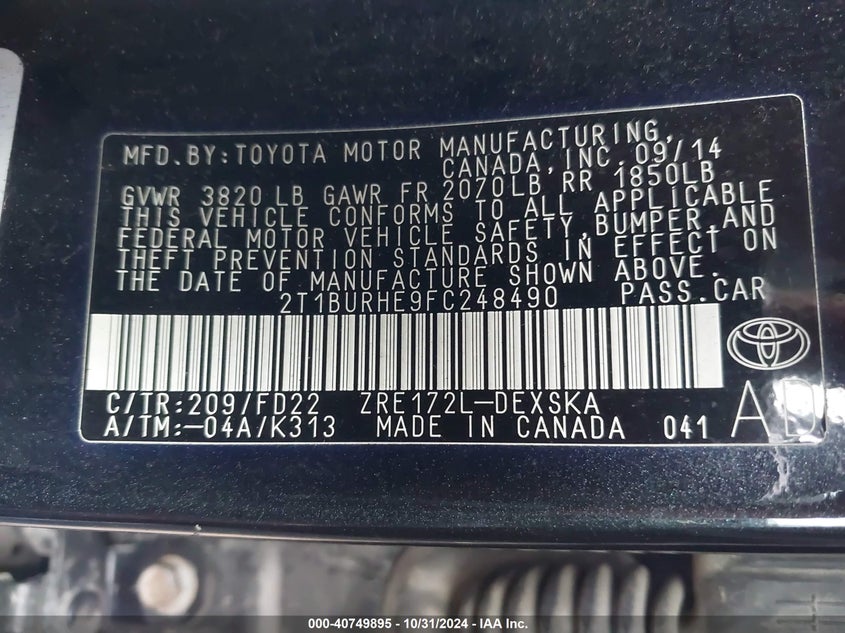 MFD.BY:TOYOTA MOTOR MANUFACTURING,
CANADA,INC. 09/14
GVWR 3820 LB GAWR FR 2070LB, RR 1850LB
THIS VEHICLE CONFORMS TO ALL APPLICABLE
FEDERAL MOTOR VEHICLE SAFETY,BUMPER,AND
THEFT PREVENTION STANDARDS IN EFFECT ON
THE DATE OF MANUFACTURE SHOWN ABOVE.
2T1BURHE9FC248490 PASS.CAR
C/TR:209/FD22 ZRE172L-DEXSKA
A/TM:-04A/K313 MADE IN CANADA 041 AD
000-40749895 - 10/31/2024 - IAA Inc.